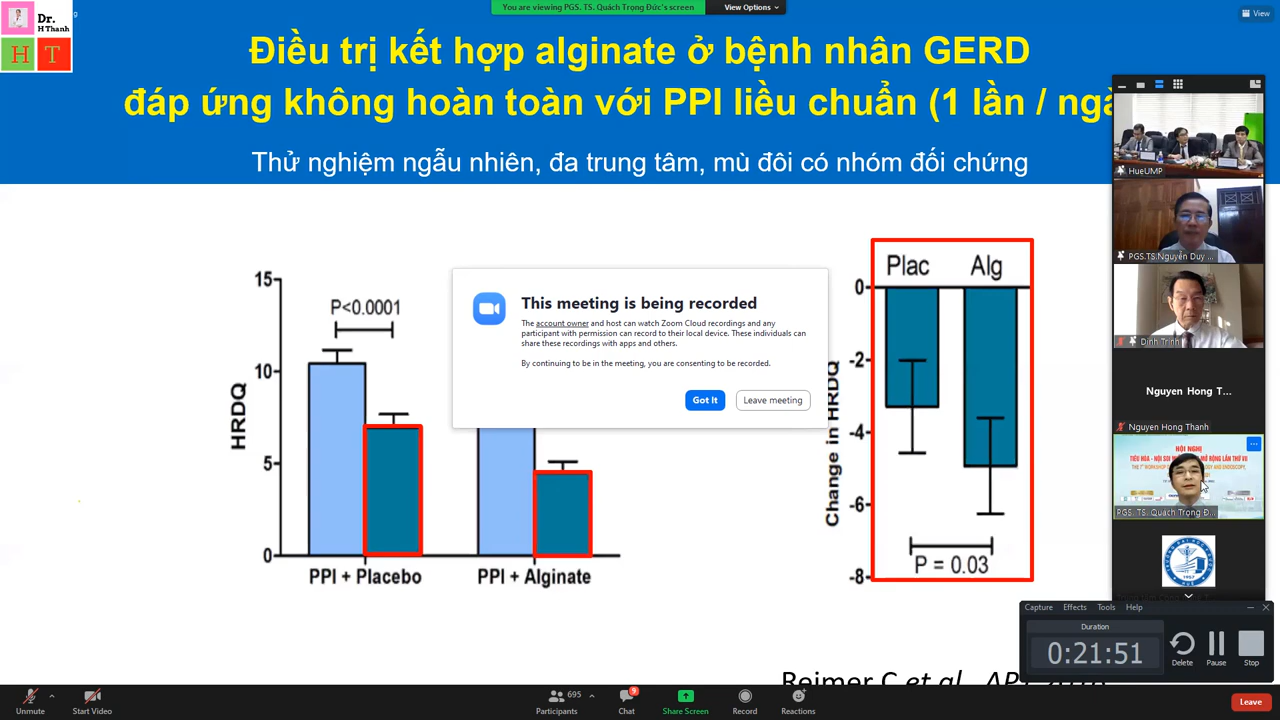 Dr.
H Thanh
H T
You are viewing PGS. TS. Quách Trọng Đức's screen
View Options
View
Điều trị kết hợp alginate ở bệnh nhân GERD
đáp ứng không hoàn toàn với PPI liều chuẩn (1 lần /
Thử nghiệm ngẫu nhiên, đa trung tâm, mù đôi có nhóm đối chứng
HueUMP
PGS.TS.Nguyễn Duy ...
Dinh Trinh
Nguyen Hong T...
Nguyen Hong Thanh
HỘI NGHỊ
PGS. TS. Quách Trọng Đ...
15
10
5
0
HRDQ
P<0.0001
PPI + Placebo
PPI + Alginate
This meeting is being recorded
The account owner and host can watch Zoom Cloud recordings and any
participant with permission can record to their local device. These individuals can
share these recordings with apps and others.
By continuing to be in the meeting, you are consenting to be recorded.
Got It
Leave meeting
Plac Alg
0
-2
-4
-6
-8
Change in HRDQ
P = 0.03
Reimer C et al.
Capture Effects Tools Help
Duration
0:21:51
Delete
Pause
Stop
Unmute
Start Video
695
Participants
9
Chat
Share Screen
Record
Reactions
Leave